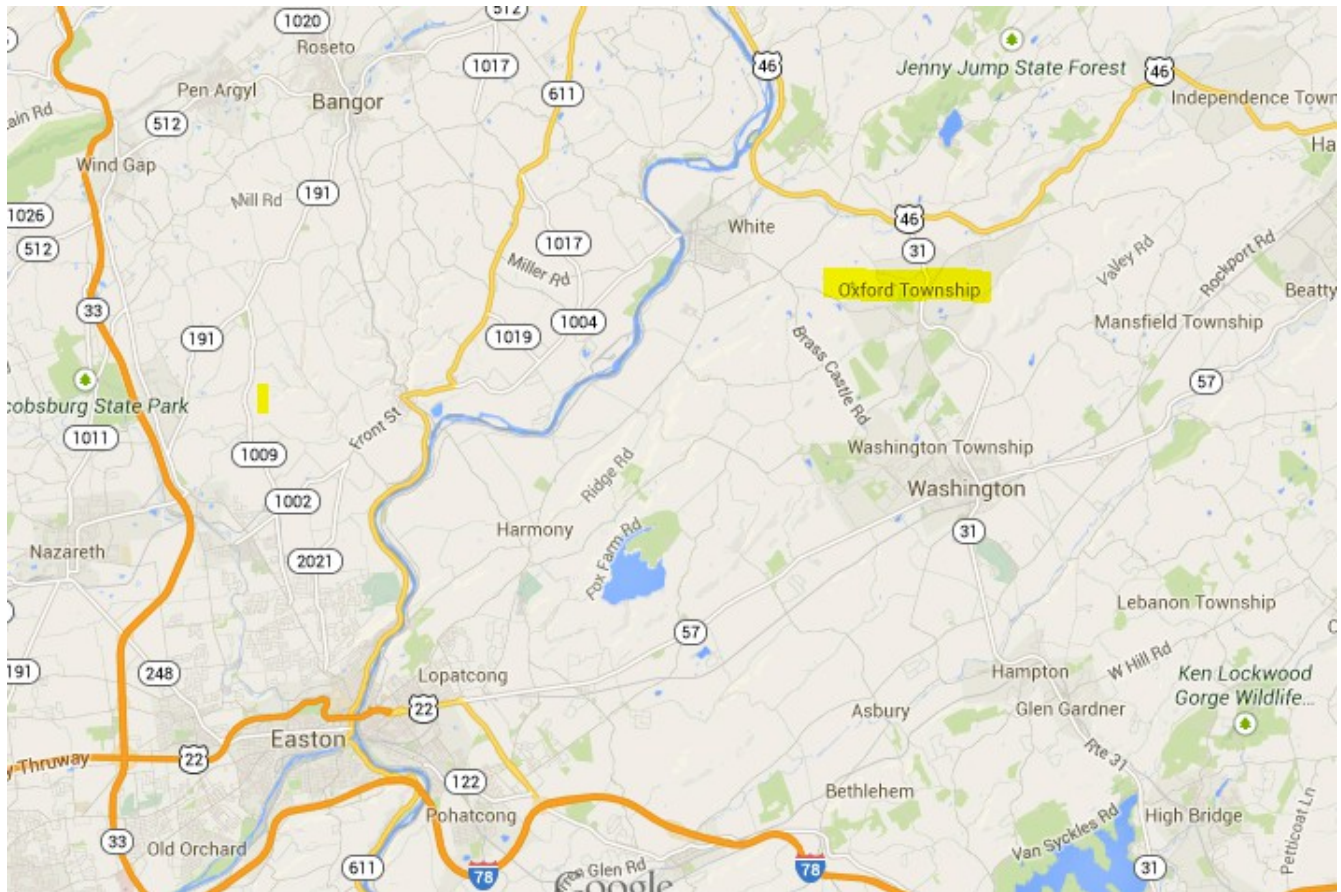 1020
512
Roseto
1017
46
Jenny Jump State Forest
46
Pen Argyl
Bangor
611
Independence Town
512
Wind Gap
Mill Rd
191
1026
512
White
46
31
1017
Miller Rd
Valley Rd
Rockport Rd
Oxford Township
Beatty
33
1004
1019
Mansfield Township
191
Brass Castle Rd
57
cobsburg State Park
1011
Front St
1009
Washington Township
Ridge Rd
Washington
1002
Harmony
31
Nazareth
2021
Fox Farm Rd
Lebanon Township
57
191
248
Lopatcong
Hampton
W Hill Rd
Ken Lockwood
Gorge Wildlife...
22
Asbury
Glen Gardner
Easton
22
y Thruway
Rte 31
122
Bethlehem
Pohatcong
High Bridge
Petticoat Ln
33
Old Orchard
Van Syckles Rd
611
78
Glen Rd
78
31
Google